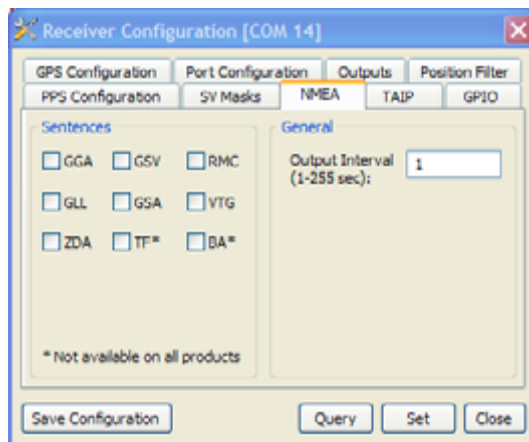 Receiver Configuration [COM 14]
GPS Configuration Port Configuration Outputs Position Filter
PPS Configuration SV Masks NMEA TAIP GPIO
Sentences
GGA GSV RMC
GLL GSA VTG
ZDA TF* BA*
* Not available on all products
General
Output Interval
(1-255 sec):
1
Save Configuration Query Set Close